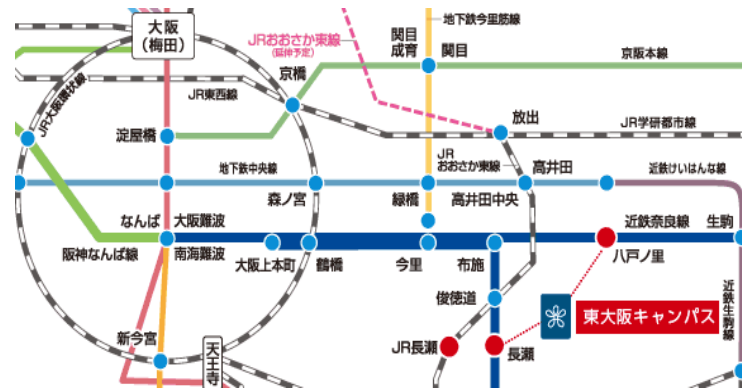 大阪
（梅田）
JRおおさか東線
（延伸予定）
地下鉄今里筋線
関目
成育
関目
京阪本線
京橋
JR大阪環状線
JR東西線
淀屋橋
放出
JR学研都市線
地下鉄中央線
JR
おおさか東線
高井田
近鉄けいはんな線
森ノ宮
緑橋
高井田中央
なんば
大阪難波
近鉄奈良線
生駒
阪神なんば線
南海難波
大阪上本町
鶴橋
今里
布施
八戸ノ里
俊徳道
近鉄生駒線
東大阪キャンパス
新今宮
天王寺
JR長瀬
長瀬